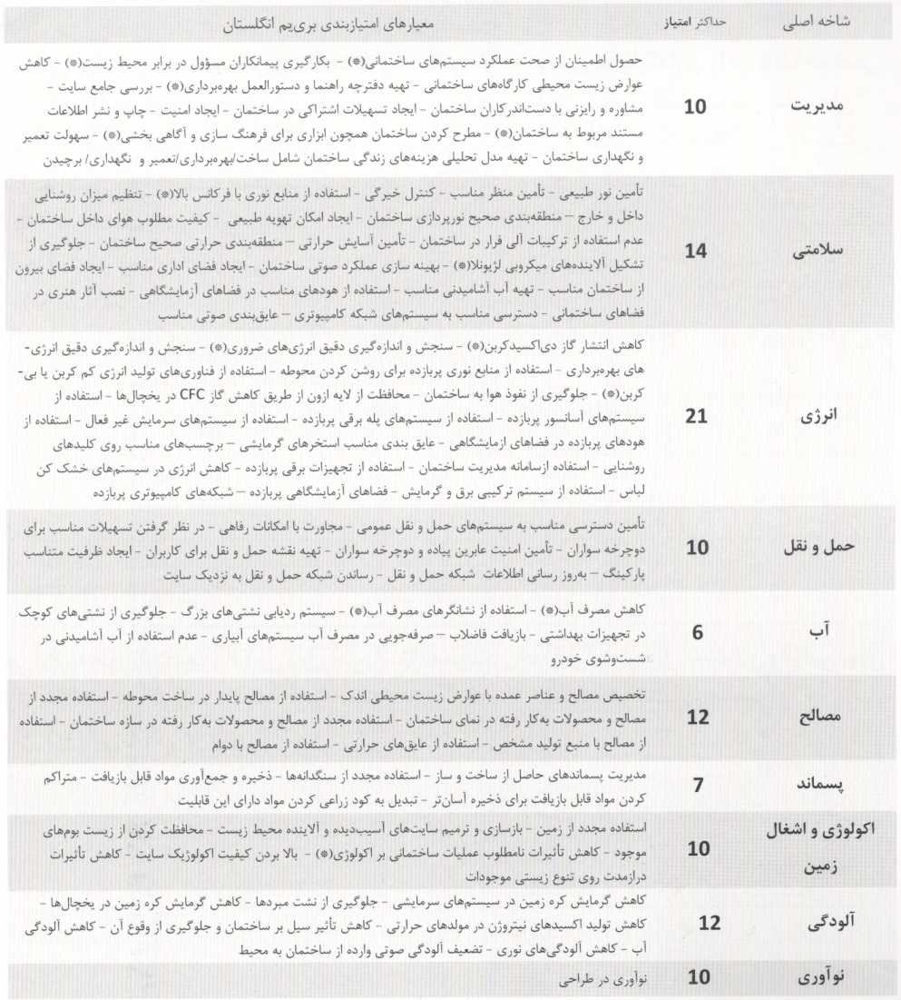 شاخه اصلی حداکثر امتیاز معیارهای امتیازبندی بری‌یم انگلستان
حصول اطمینان از صحت عملکرد سیستم‌های ساختمانی(*) - بکارگیری پیمانکاران مسؤول در برابر محیط زیست(*) - کاهش
عوارض زیست محیطی کارگاه‌های ساختمانی - تهیه دفترچه راهنما و دستورالعمل بهره‌برداری(*) - بررسی جامع سایت -
مدیریت 10 مشاوره و رایزنی با دست‌اندرکاران ساختمان - ایجاد تسهیلات اشتراکی در ساختمان - ایجاد امنیت - چاپ و نشر اطلاعات
مستند مربوط به ساختمان(*) - مطرح کردن ساختمان همچون ابزاری برای فرهنگ سازی و آگاهی بخشی(*) - سهولت تعمیر
و نگهداری ساختمان - تهیه مدل تحلیلی هزینه‌های زندگی ساختمان شامل ساخت/بهره‌برداری/تعمیر و نگهداری/ برچیدن
تأمین نور طبیعی - تأمین منظر مناسب - کنترل خیرگی - استفاده از منابع نوری با فرکانس بالا(*) - تنظیم میزان روشنایی
داخل و خارج – منطقه‌بندی صحیح نورپردازی ساختمان - ایجاد امکان تهویه طبیعی - کیفیت مطلوب هوای داخل ساختمان -
عدم استفاده از ترکیبات آلی فرار در ساختمان - تأمین آسایش حرارتی – منطقه‌بندی حرارتی صحیح ساختمان - جلوگیری از
سلامتی 14 تشکیل آلاینده‌های میکروبی لژیونلا(*) - بهینه سازی عملکرد صوتی ساختمان - ایجاد فضای اداری مناسب - ایجاد فضای بیرون
از ساختمان مناسب - تهیه آب آشامیدنی مناسب - استفاده از هودهای مناسب در فضاهای آزمایشگاهی - نصب آثار هنری در
فضاهای ساختمانی - دسترسی مناسب به سیستم‌های شبکه کامپیوتری – عایق‌بندی صوتی مناسب
کاهش انتشار گاز دی‌اکسیدکربن(*) - سنجش و اندازه‌گیری دقیق انرژی‌های ضروری(*) - سنجش و اندازه‌گیری دقیق انرژی-
های بهره‌برداری - استفاده از منابع نوری پربازده برای روشن کردن محوطه - استفاده از فناوری‌های تولید انرژی کم کربن یا بی-
کربن(*) - جلوگیری از نفوذ هوا به ساختمان - محافظت از لایه ازون از طریق کاهش گاز CFC در یخچال‌ها - استفاده از
انرژی 21 سیستم‌های آسانسور پربازده - استفاده از سیستم‌های پله برقی پربازده - استفاده از سیستم‌های سرمایش غیر فعال - استفاده از
هودهای پربازده در فضاهای ازمایشگاهی - عایق بندی مناسب استخرهای گرمایشی – برچسب‌های مناسب روی کلیدهای
روشنایی - استفاده ازسامانه مدیریت ساختمان - استفاده از تجهیزات برقی پربازده - کاهش انرژی در سیستم‌های خشک کن
لباس - استفاده از سیستم ترکیبی برق و گرمایش - فضاهای آزمایشگاهی پربازده – شبکه‌های کامپیوتری پربازده
تأمین دسترسی مناسب به سیستم‌های حمل و نقل عمومی - مجاورت با امکانات رفاهی - در نظر گرفتن تسهیلات مناسب برای
حمل و نقل 10 دوچرخه سواران - تأمین امنیت عابرین پیاده و دوچرخه سواران - تهیه نقشه حمل و نقل برای کاربران - ایجاد ظرفیت متناسب
پارکینگ – به‌روز رسانی اطلاعات شبکه حمل و نقل - رساندن شبکه حمل و نقل به نزدیک سایت
کاهش مصرف آب(*) - استفاده از نشانگرهای مصرف آب(*) - سیستم ردیابی نشتی‌های بزرگ - جلوگیری از نشتی‌های کوچک
آب 6 در تجهیزات بهداشتی - بازیافت فاضلاب – صرفه‌جویی در مصرف آب سیستم‌های آبیاری - عدم استفاده از آب آشامیدنی در
شست‌وشوی خودرو
تخصیص مصالح و عناصر عمده با عوارض زیست محیطی اندک - استفاده از مصالح پایدار در ساخت محوطه - استفاده مجدد از
مصالح 12 مصالح و محصولات به‌کار رفته در نمای ساختمان - استفاده مجدد از مصالح و محصولات به‌کار رفته در سازه ساختمان - استفاده
از مصالح با منبع تولید مشخص - استفاده از عایق‌های حرارتی - استفاده از مصالح با دوام
پسماند 7 مدیریت پسماندهای حاصل از ساخت و ساز - استفاده مجدد از سنگدانه‌ها - ذخیره و جمع‌آوری مواد قابل بازیافت - متراکم
کردن مواد قابل بازیافت برای ذخیره آسان‌تر - تبدیل به کود زراعی کردن مواد دارای این قابلیت
اکولوژی و اشغال استفاده مجدد از زمین - بازسازی و ترمیم سایت‌های آسیب‌دیده و آلاینده محیط زیست - محافظت کردن از زیست بوم‌های
10 موجود - کاهش تأثیرات نامطلوب عملیات ساختمانی بر اکولوژی(*) - بالا بردن کیفیت اکولوژیک سایت - کاهش تأثیرات
زمین درازمدت روی تنوع زیستی موجودات
کاهش گرمایش کره زمین در سیستم‌های سرمایشی - جلوگیری از نشت مبردها - کاهش گرمایش کره زمین در یخچال‌ها -
آلودگی 12 کاهش تولید اکسیدهای نیتروژن در مولدهای حرارتی - کاهش تأثیر سیل بر ساختمان و جلوگیری از وقوع آن - کاهش آلودگی
آب - کاهش آلودگی‌های نوری - تضعیف آلودگی صوتی وارده از ساختمان به محیط
نوآوری 10 نوآوری در طراحی